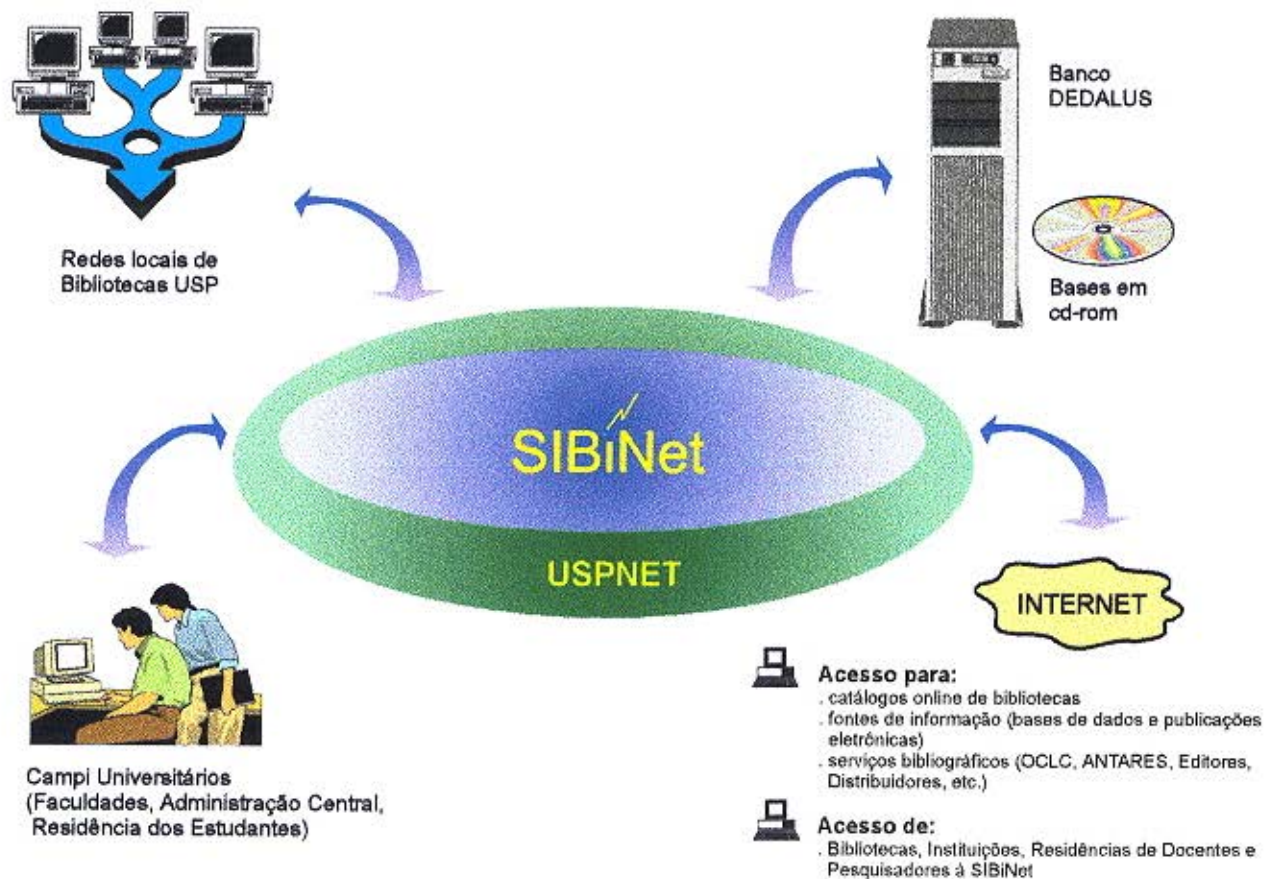 Redes locais de
Bibliotecas USP
Banco
DEDALUS
Bases em
cd-rom
SIBiNet
USPNET
Campi Universitários
(Faculdades, Administração Central,
Residência dos Estudantes)
INTERNET
Acesso para:
. catálogos online de bibliotecas
. fontes de informação (bases de dados e publicações
eletrônicas)
. serviços bibliográficos (OCLC, ANTARES, Editores,
Distribuidores, etc.)
Acesso de:
. Bibliotecas, Instituições, Residências de Docentes e
Pesquisadores à SIBiNet